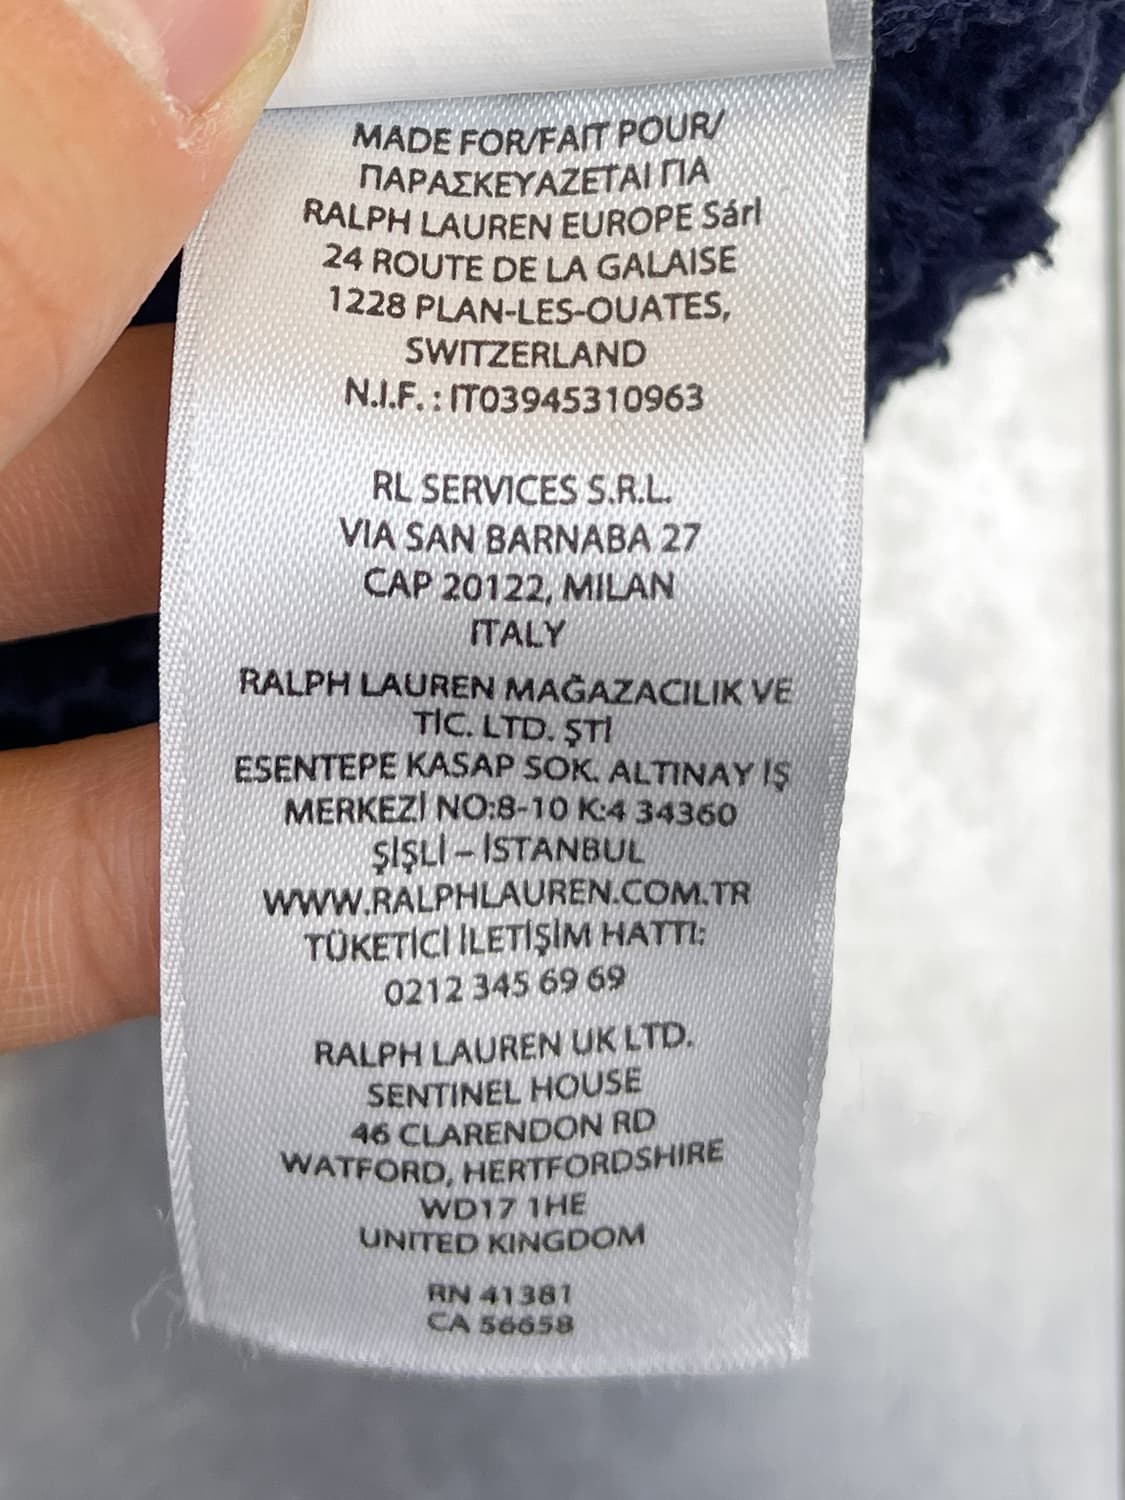 MADE FOR/FAIT POUR/
ΠΑΡΑΣΚΕΥΑΖΕΤΑΙ ΓΙΑ
RALPH LAUREN EUROPE Sárl
24 ROUTE DE LA GALAISE
1228 PLAN-LES-OUATES,
SWITZERLAND
N.I.F. : IT03945310963
RL SERVICES S.R.L.
VIA SAN BARNABA 27
CAP 20122, MILAN
ITALY
RALPH LAUREN MAĞAZACILIK VE
TİC. LTD. ŞTİ
ESENTEPE KASAP SOK. ALTINAY İŞ
MERKEZİ NO:8-10 K:4 34360
ŞİŞLİ – İSTANBUL
WWW.RALPHLAUREN.COM.TR
TÜKETİCİ İLETİŞİM HATTI:
0212 345 69 69
RALPH LAUREN UK LTD.
SENTINEL HOUSE
46 CLARENDON RD
WATFORD, HERTFORDSHIRE
WD17 1HE
UNITED KINGDOM
RN 41381
CA 56658